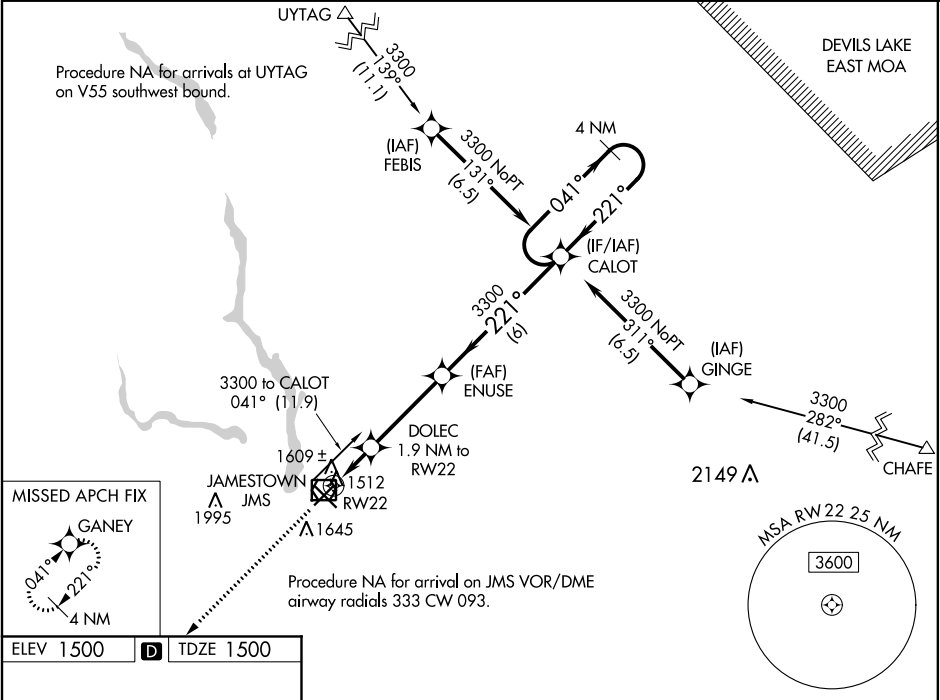 UYTAG
3300
139°
(11.1)
Procedure NA for arrivals at UYTAG
on V55 southwest bound.
DEVILS LAKE
EAST MOA
(IAF)
FEBIS
3300 NoPT
131°
(6.5)
4 NM
041°
221°
(IF/IAF)
CALOT
3300
221°
(6)
3300 NoPT
311°
(6.5)
(IAF)
GINGE
(FAF)
ENUSE
3300
282°
(41.5)
CHAFE
3300 to CALOT
041° (11.9)
DOLEC
1.9 NM to
RW22
1609 ±
JAMESTOWN
JMS
1512
RW22
1995
1645
2149
MISSED APCH FIX
GANEY
041°
221°
4 NM
Procedure NA for arrival on JMS VOR/DME
airway radials 333 CW 093.
MSA RW 22 25 NM
3600
ELEV 1500 D TDZE 1500